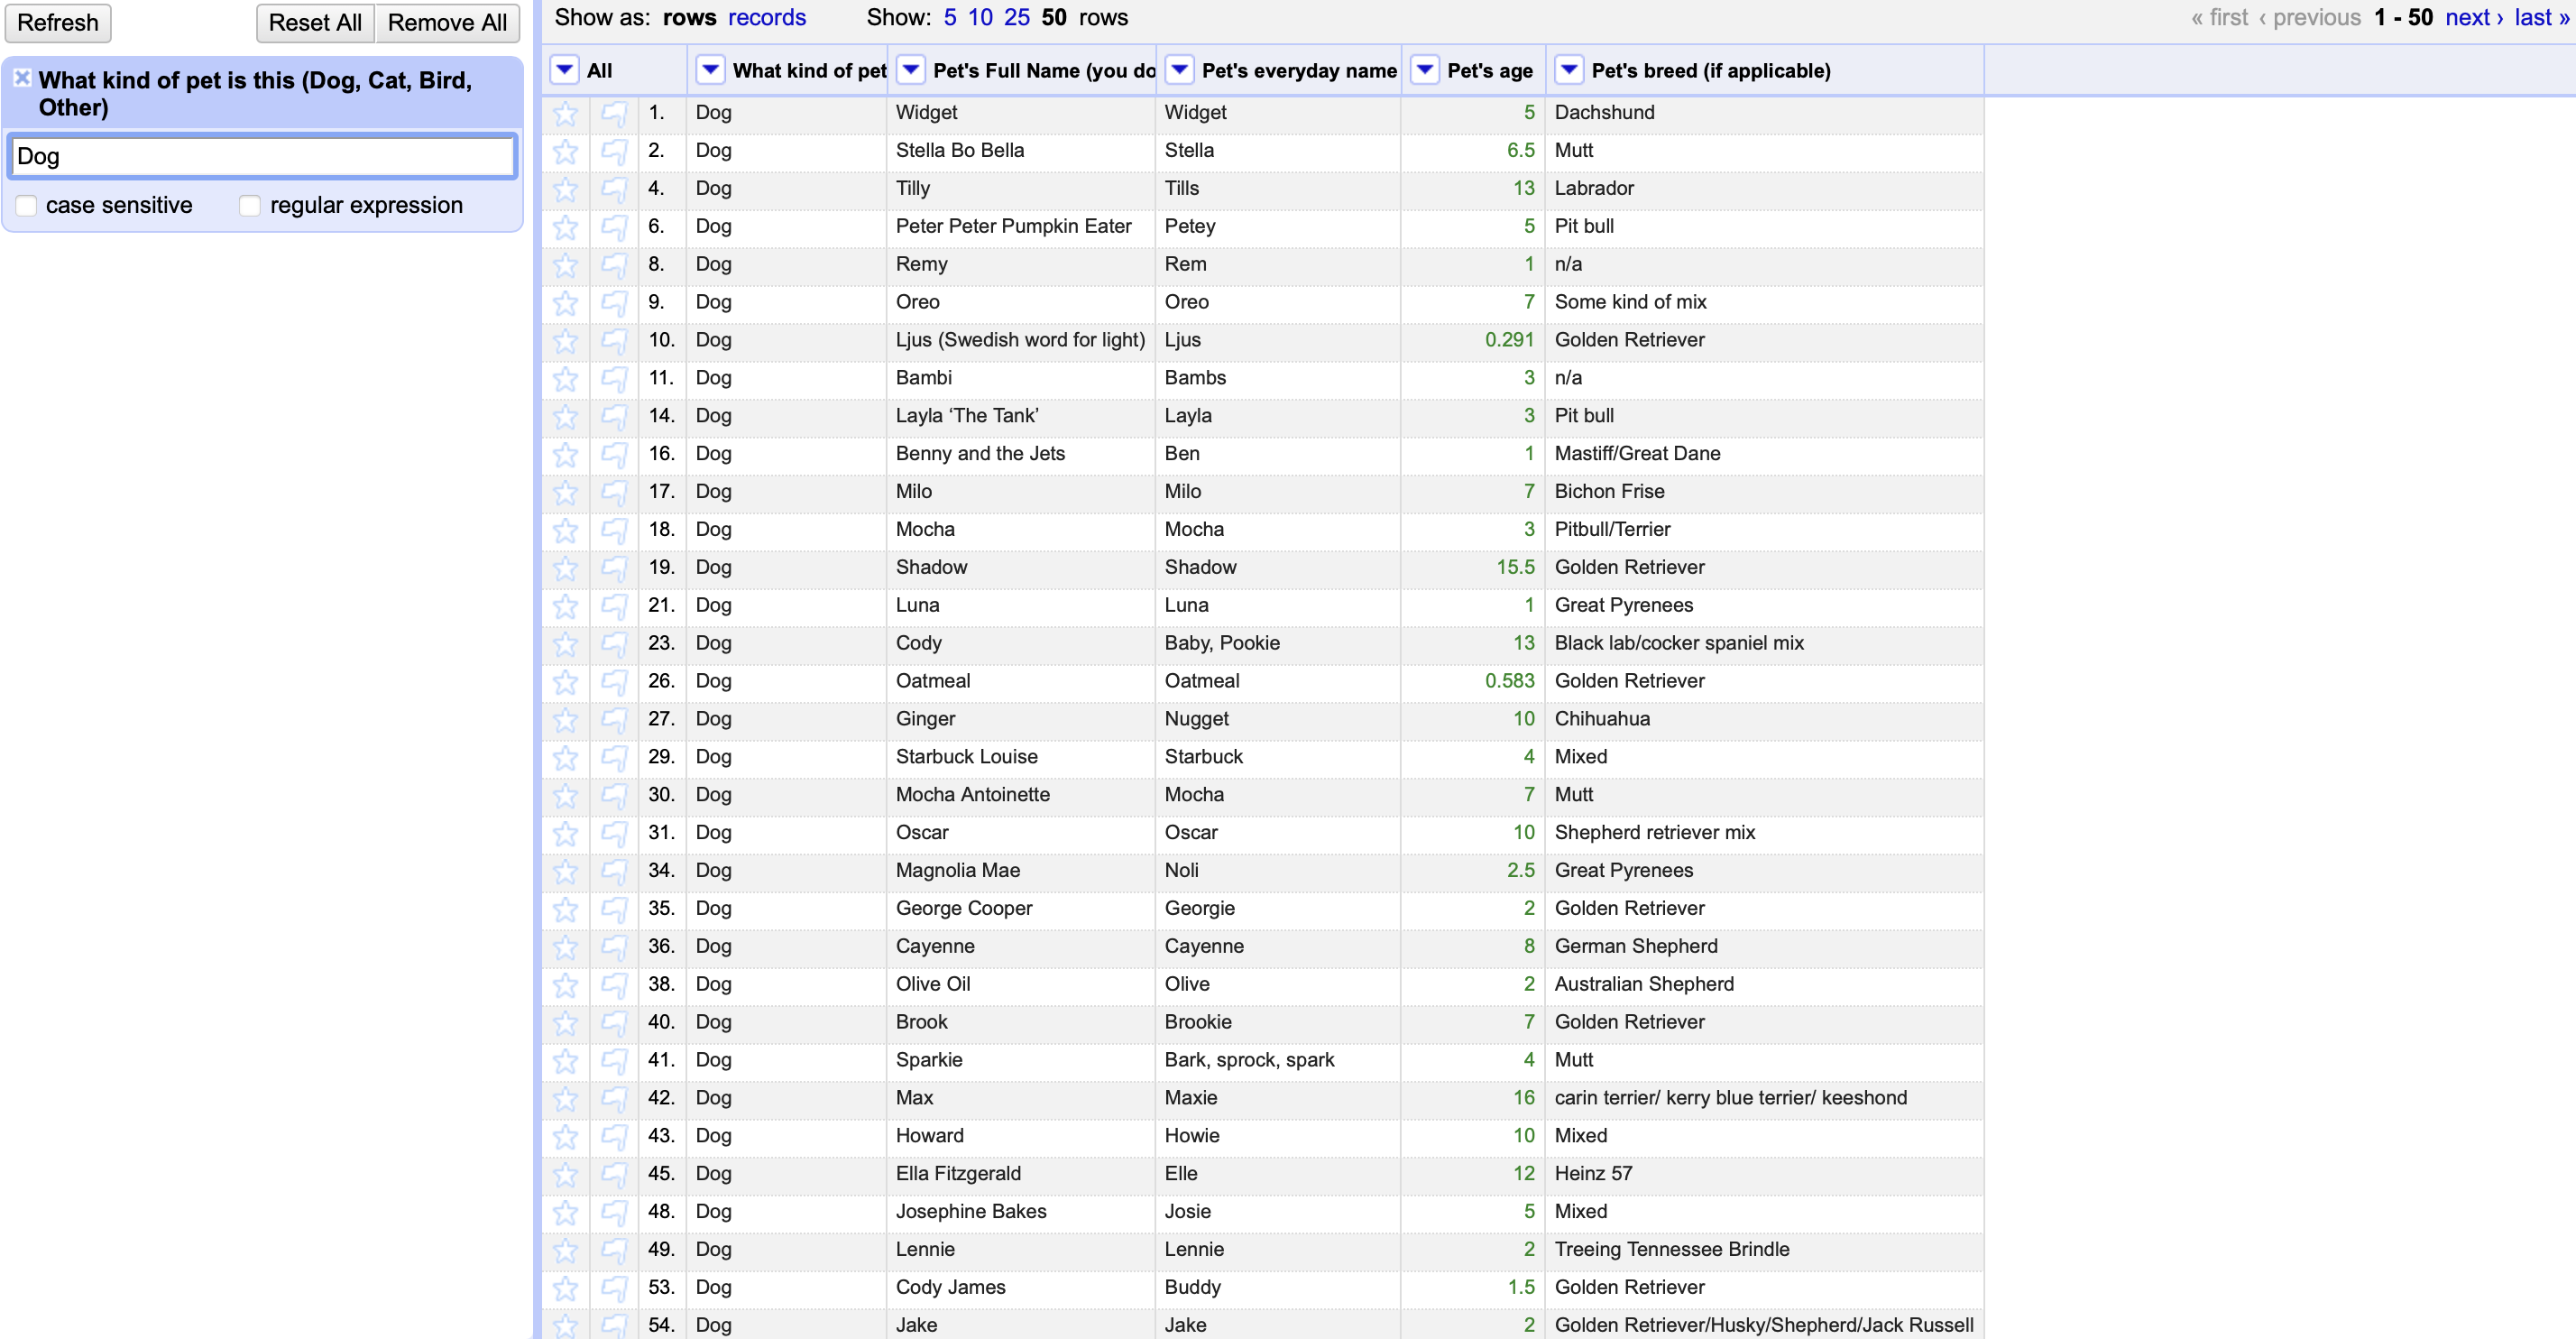 Refresh Reset All Remove All
What kind of pet is this (Dog, Cat, Bird,
Other)
Dog
case sensitive regular expression
Show as: rows records Show: 5 10 25 50 rows « first ‹ previous 1 - 50 next › last »
All What kind of pet Pet's Full Name (you do Pet's everyday name Pet's age Pet's breed (if applicable)
1. Dog Widget Widget 5 Dachshund
2. Dog Stella Bo Bella Stella 6.5 Mutt
4. Dog Tilly Tills 13 Labrador
6. Dog Peter Peter Pumpkin Eater Petey 5 Pit bull
8. Dog Remy Rem 1 n/a
9. Dog Oreo Oreo 7 Some kind of mix
10. Dog Ljus (Swedish word for light) Ljus 0.291 Golden Retriever
11. Dog Bambi Bambs 3 n/a
14. Dog Layla ‘The Tank’ Layla 3 Pit bull
16. Dog Benny and the Jets Ben 1 Mastiff/Great Dane
17. Dog Milo Milo 7 Bichon Frise
18. Dog Mocha Mocha 3 Pitbull/Terrier
19. Dog Shadow Shadow 15.5 Golden Retriever
21. Dog Luna Luna 1 Great Pyrenees
23. Dog Cody Baby, Pookie 13 Black lab/cocker spaniel mix
26. Dog Oatmeal Oatmeal 0.583 Golden Retriever
27. Dog Ginger Nugget 10 Chihuahua
29. Dog Starbuck Louise Starbuck 4 Mixed
30. Dog Mocha Antoinette Mocha 7 Mutt
31. Dog Oscar Oscar 10 Shepherd retriever mix
34. Dog Magnolia Mae Noli 2.5 Great Pyrenees
35. Dog George Cooper Georgie 2 Golden Retriever
36. Dog Cayenne Cayenne 8 German Shepherd
38. Dog Olive Oil Olive 2 Australian Shepherd
40. Dog Brook Brookie 7 Golden Retriever
41. Dog Sparkie Bark, sprock, spark 4 Mutt
42. Dog Max Maxie 16 carin terrier/ kerry blue terrier/ keeshond
43. Dog Howard Howie 10 Mixed
45. Dog Ella Fitzgerald Elle 12 Heinz 57
48. Dog Josephine Bakes Josie 5 Mixed
49. Dog Lennie Lennie 2 Treeing Tennessee Brindle
53. Dog Cody James Buddy 1.5 Golden Retriever
54. Dog Jake Jake 2 Golden Retriever/Husky/Shepherd/Jack Russell